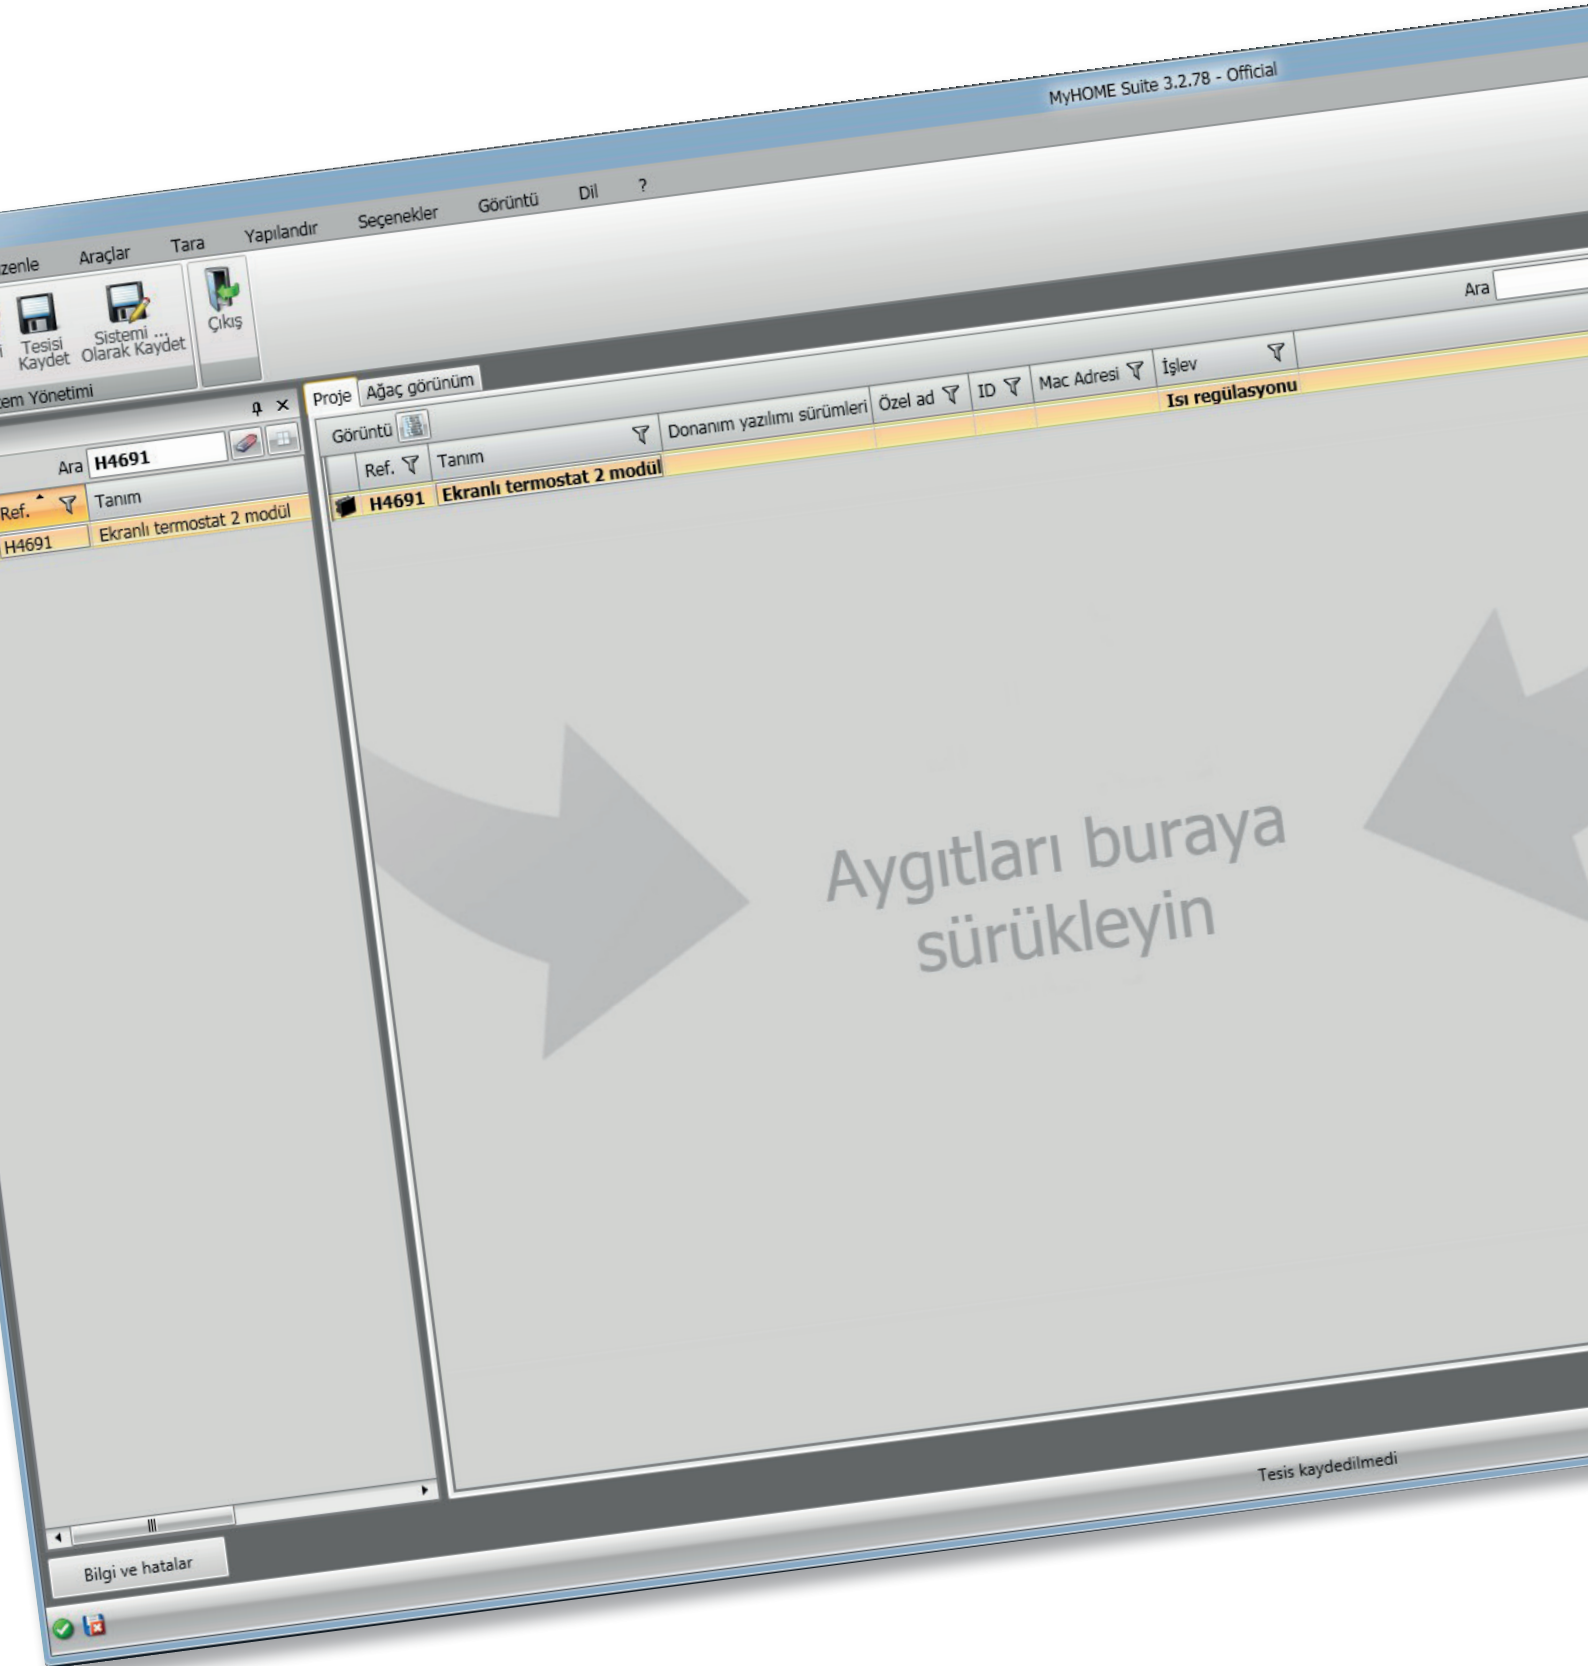 MyHOME Suite 3.2.78 - Official
zenle Araçlar Tara Yapılandır Seçenekler Görüntü Dil ?
Tesisi
Kaydet
Sistemi ...
Olarak Kaydet
Çıkış
em Yönetimi
Ara H4691
Ref. Tanım
H4691 Ekranlı termostat 2 modül
Proje Ağaç görünüm
Ara
Görüntü
Ref. Tanım Donanım yazılımı sürümleri Özel ad ID Mac Adresi İşlev
H4691 Ekranlı termostat 2 modül Isı regülasyonu
Aygıtları buraya
sürükleyin
Bilgi ve hatalar
Tesis kaydedilmedi